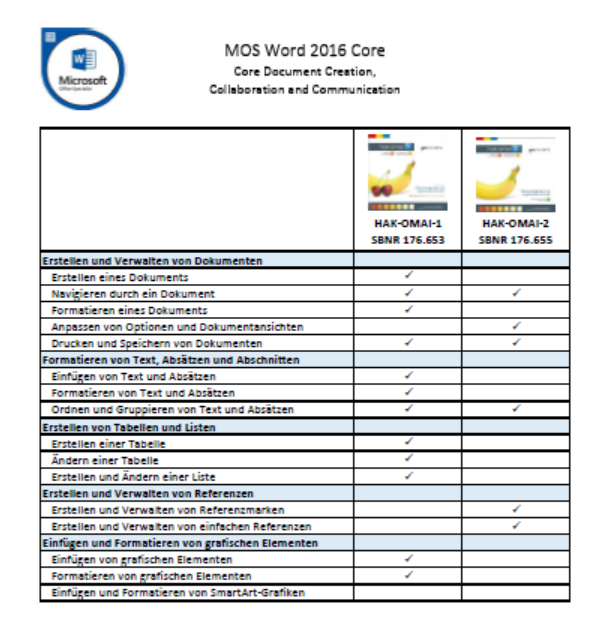 Microsoft
MOS Word 2016 Core
Core Document Creation,
Collaboration and Communication
HAK-OMAI-1
SBNR 176.653
HAK-OMAI-2
SBNR 176.655
Erstellen und Verwalten von Dokumenten
Erstellen eines Dokuments ✓
Navigieren durch ein Dokument ✓ ✓
Formatieren eines Dokuments ✓
Anpassen von Optionen und Dokumentansichten ✓
Drucken und Speichern von Dokumenten ✓ ✓
Formatieren von Text, Absätzen und Abschnitten
Einfügen von Text und Absätzen ✓
Formatieren von Text und Absätzen ✓
Ordnen und Gruppieren von Text und Absätzen ✓ ✓
Erstellen von Tabellen und Listen
Erstellen einer Tabelle ✓
Ändern einer Tabelle ✓
Erstellen und Ändern einer Liste ✓
Erstellen und Verwalten von Referenzen
Erstellen und Verwalten von Referenzmarken ✓
Erstellen und Verwalten von einfachen Referenzen ✓
Einfügen und Formatieren von grafischen Elementen
Einfügen von grafischen Elementen ✓
Formatieren von grafischen Elementen ✓
Einfügen und Formatieren von SmartArt-Grafiken